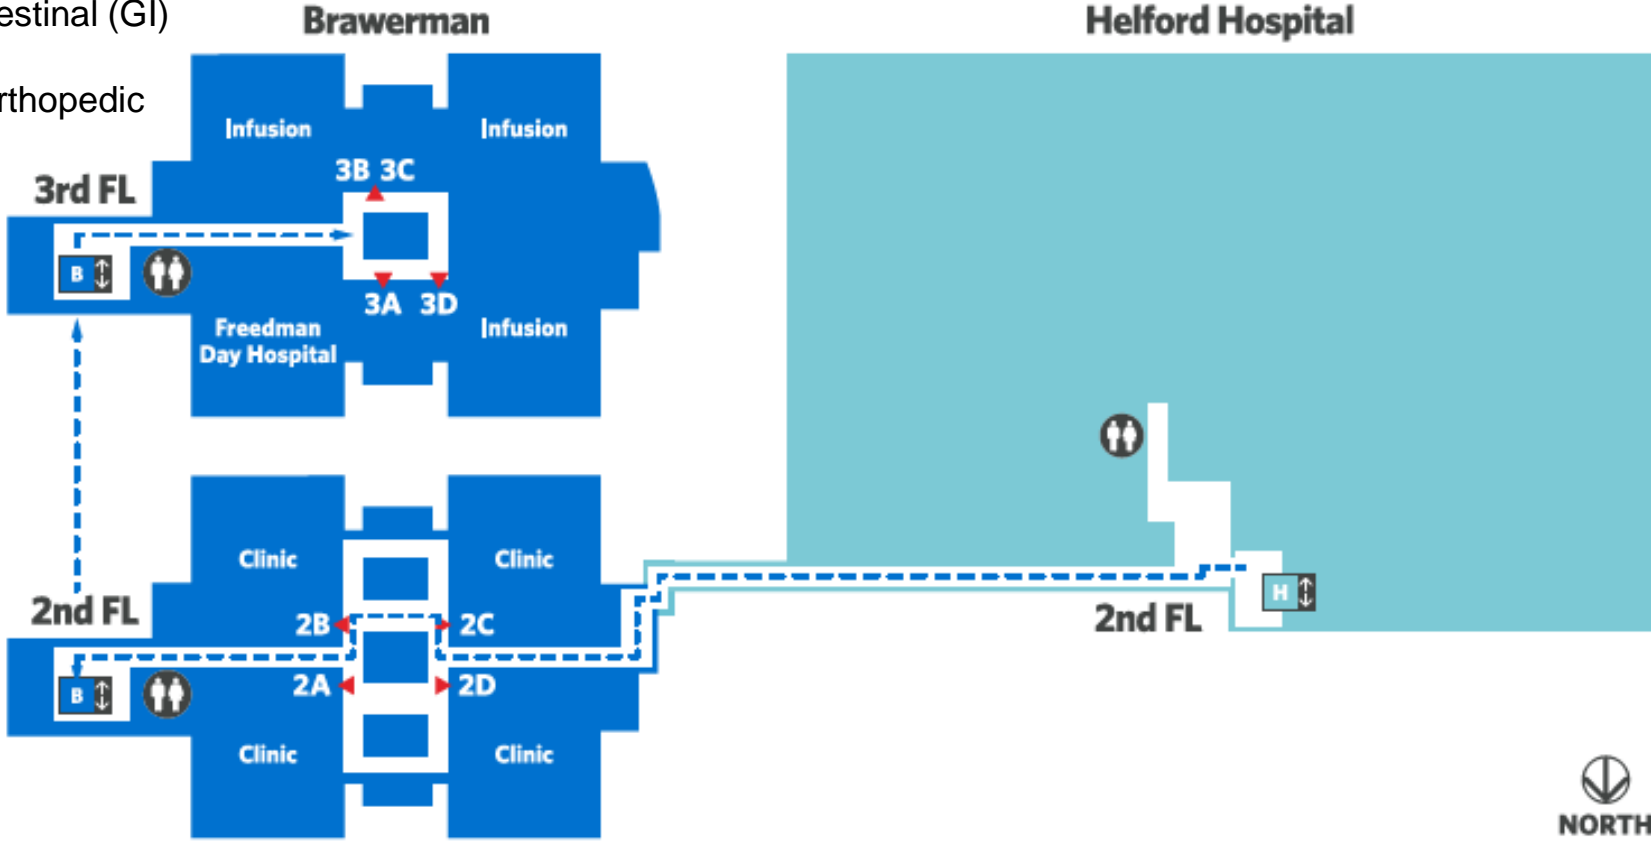 estinal (GI)
rthopedic
Brawerman
Helford Hospital
Infusion
Infusion
3B 3C
3rd FL
B
3A 3D
Freedman
Day Hospital
Infusion
Clinic
Clinic
2nd FL
2B
2C
B
2A
2D
Clinic
Clinic
H
2nd FL
NORTH